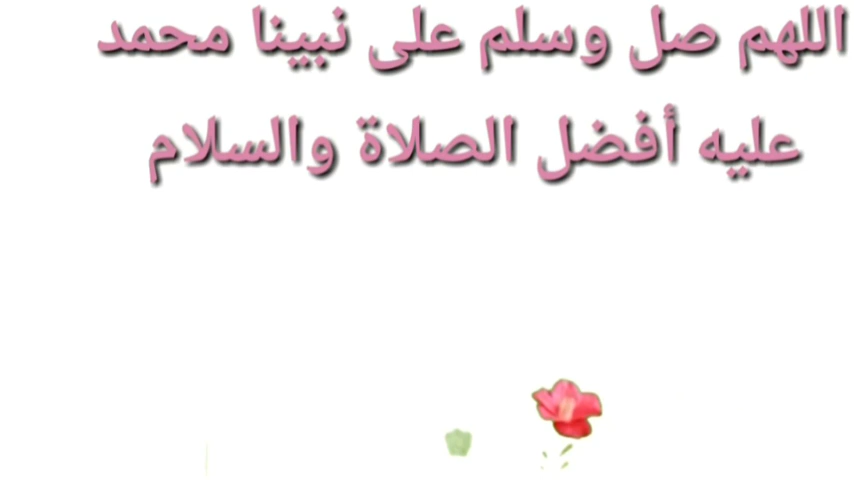 اللهم صل وسلم على نبينا محمد
عليه أفضل الصلاة والسلام